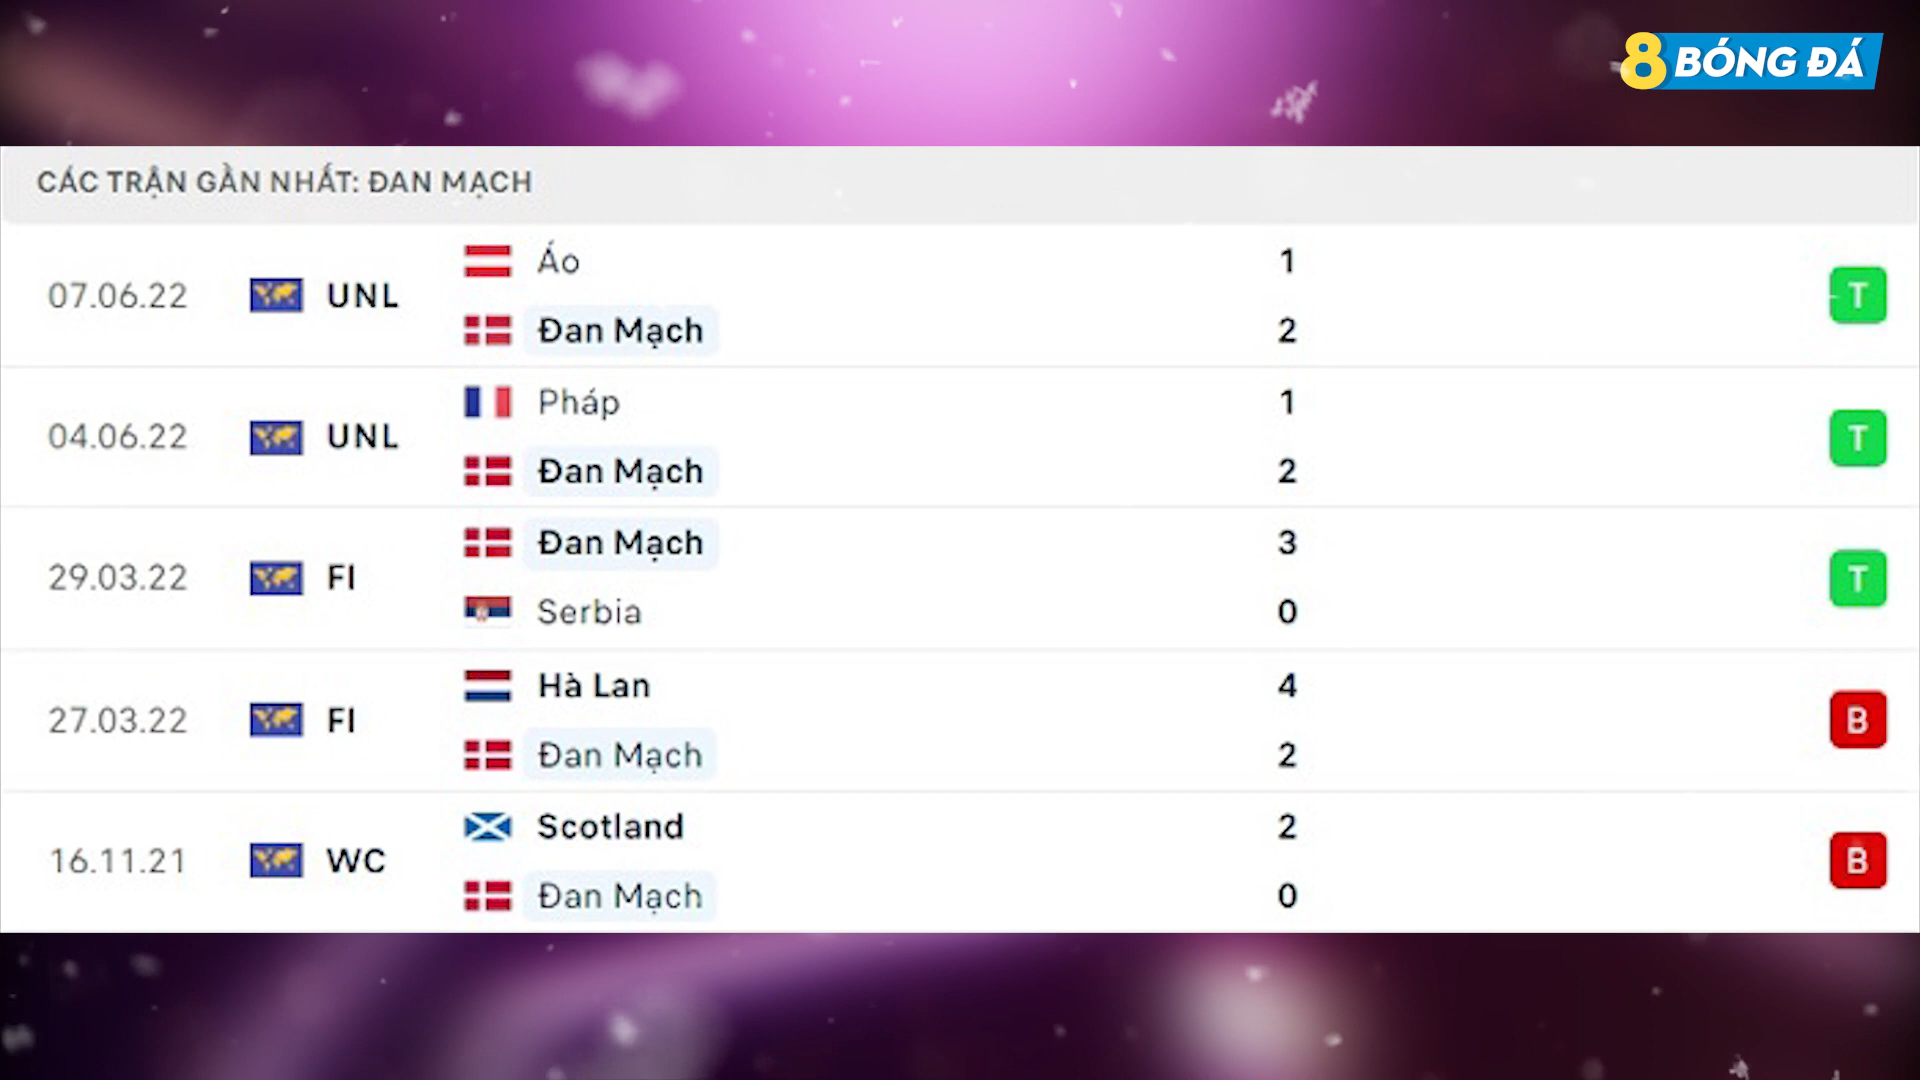 8 BÓNG ĐÁ
CÁC TRẬN GẦN NHẤT: ĐAN MẠCH
07.06.22 UNL Áo 1 T
Đan Mạch 2
04.06.22 UNL Pháp 1 T
Đan Mạch 2
29.03.22 FI Đan Mạch 3 T
Serbia 0
27.03.22 FI Hà Lan 4 B
Đan Mạch 2
16.11.21 WC Scotland 2 B
Đan Mạch 0